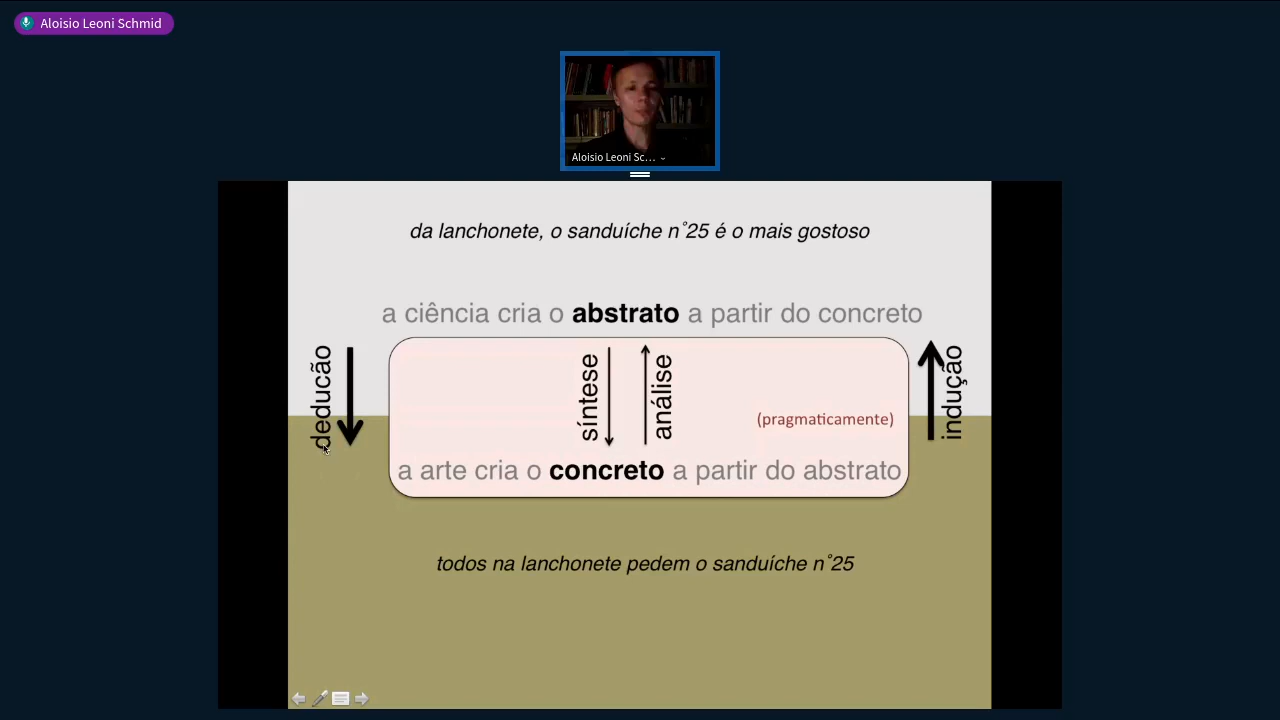 Aloisio Leoni Schmid
Aloisio Leoni Sc...
da lanchonete, o sanduíche n°25 é o mais gostoso
a ciência cria o abstrato a partir do concreto
dedução
síntese
análise
(pragmaticamente)
indução
a arte cria o concreto a partir do abstrato
todos na lanchonete pedem o sanduíche n°25